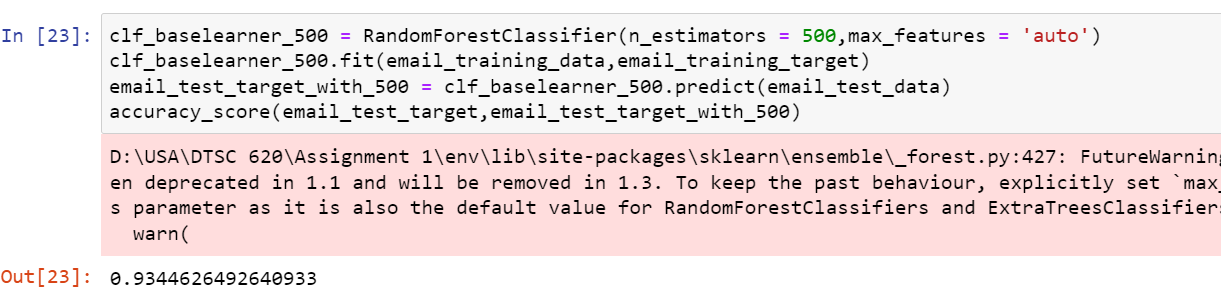 In [23]: clf_baselearner_500 = RandomForestClassifier(n_estimators = 500,max_features = 'auto')
clf_baselearner_500.fit(email_training_data,email_training_target)
email_test_target_with_500 = clf_baselearner_500.predict(email_test_data)
accuracy_score(email_test_target,email_test_target_with_500)
D:\USA\DTSC 620\Assignment 1\env\lib\site-packages\sklearn\ensemble\_forest.py:427: FutureWarning
en deprecated in 1.1 and will be removed in 1.3. To keep the past behaviour, explicitly set `max_
s parameter as it is also the default value for RandomForestClassifiers and ExtraTreesClassifiers
warn(
Out[23]: 0.9344626492640933